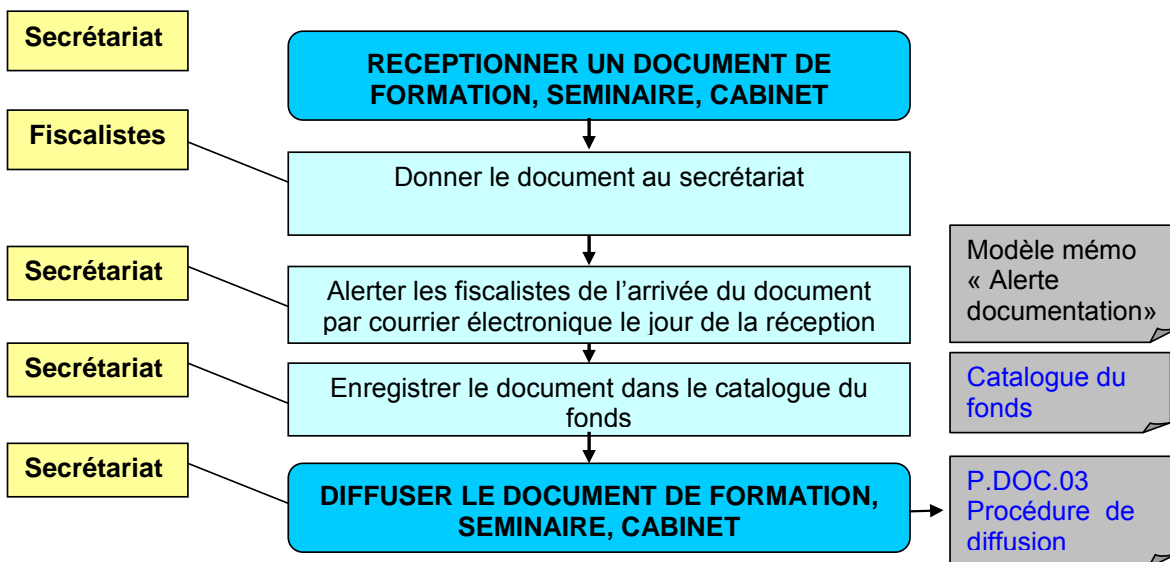 Secrétariat
RECEPTIONNER UN DOCUMENT DE
FORMATION, SEMINAIRE, CABINET
Fiscalistes
Donner le document au secrétariat
Secrétariat
Alerter les fiscalistes de l’arrivée du document
par courrier électronique le jour de la réception
Modèle mémo
« Alerte
documentation»
Secrétariat
Enregistrer le document dans le catalogue du
fonds
Catalogue du
fonds
Secrétariat
DIFFUSER LE DOCUMENT DE FORMATION,
SEMINAIRE, CABINET
P.DOC.03
Procédure de
diffusion